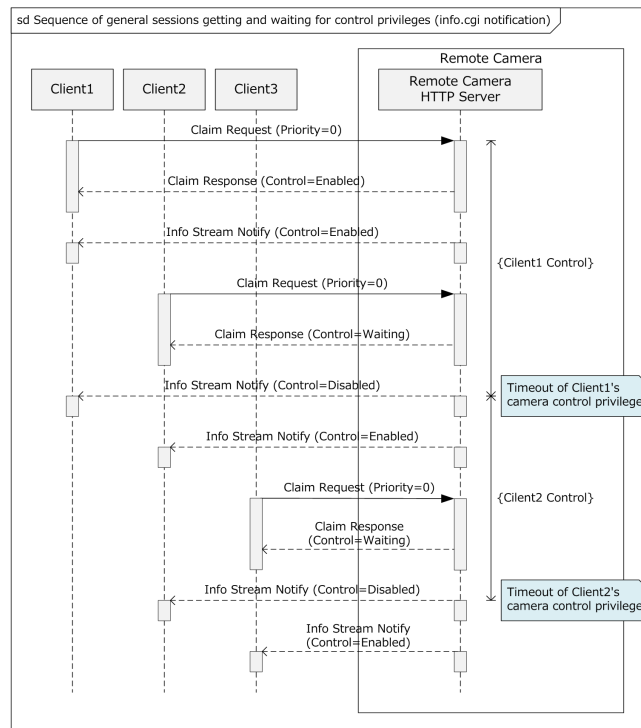 sd Sequence of general sessions getting and waiting for control privileges (info.cgi notification)
Remote Camera
Client1
Client2
Client3
Remote Camera
HTTP Server
Claim Request (Priority=0)
Claim Response (Control=Enabled)
Info Stream Notify (Control=Enabled)
{Cilent1 Control}
Claim Request (Priority=0)
Claim Response (Control=Waiting)
Info Stream Notify (Control=Disabled)
Timeout of Client1's
camera control privilege
Info Stream Notify (Control=Enabled)
Claim Request (Priority=0)
{Cilent2 Control}
Claim Response
(Control=Waiting)
Info Stream Notify (Control=Disabled)
Timeout of Client2's
camera control privilege
Info Stream Notify
(Control=Enabled)